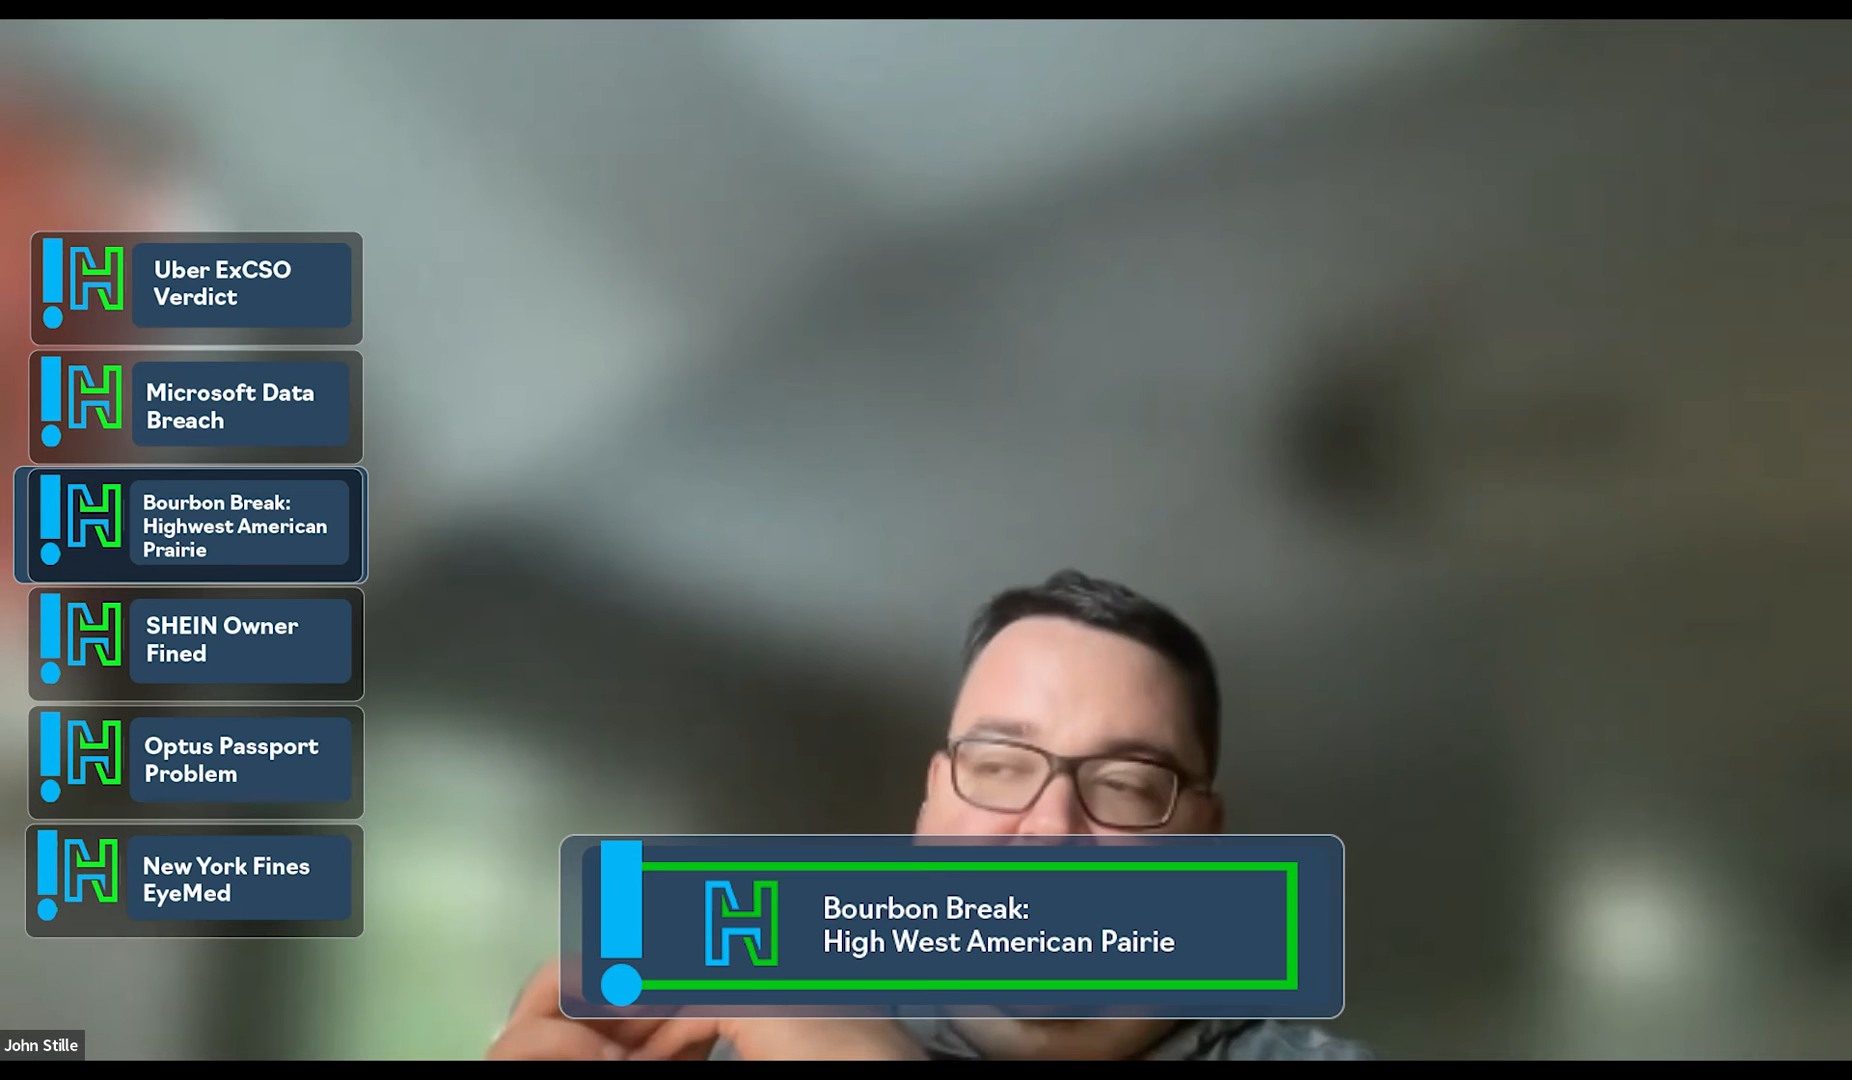 Uber ExCSO
Verdict
Microsoft Data
Breach
Bourbon Break:
Highwest American
Prairie
SHEIN Owner
Fined
Optus Passport
Problem
New York Fines
EyeMed
Bourbon Break:
High West American Pairie
John Stille